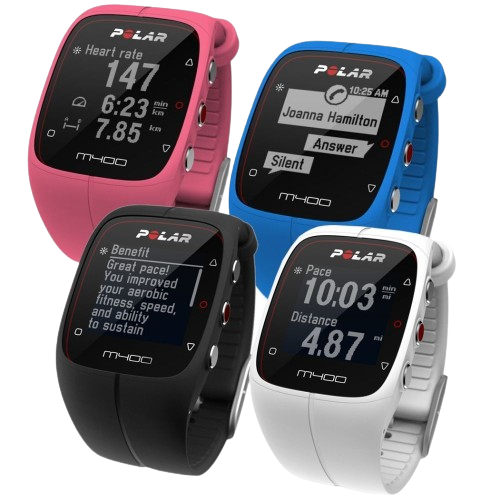 POLAR
Heart rate
147
6:23 min km
A B 7.85 km
M400
POLAR
10:25 AM
Joanna Hamilton
Answer
Silent
M400
POLAR
Benefit
Great pace!
You improved
your aerobic
fitness, speed,
and ability
to sustain
M400
POLAR
Pace
10:03 min mi
Distance
4.87 mi
M400